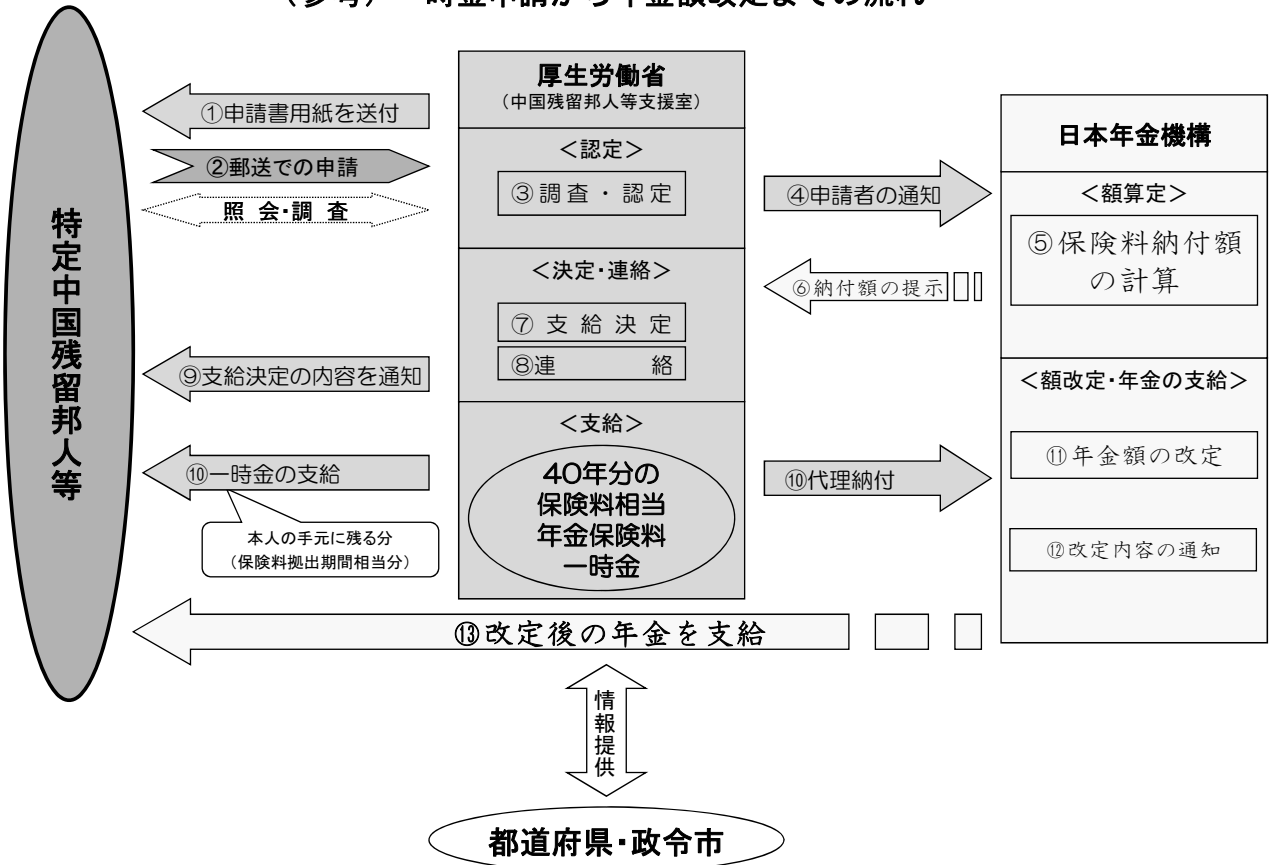 （参考）一時金申請から年金額改定までの流れ
特定中国残留邦人等
①申請書用紙を送付
②郵送での申請
照 会・調 査
⑨支給決定の内容を通知
⑩一時金の支給
本人の手元に残る分
（保険料拠出期間相当分）
厚生労働省
（中国残留邦人等支援室）
＜認定＞
③調査・認定
＜決定・連絡＞
⑦ 支 給 決 定
⑧連 絡
＜支給＞
40年分の
保険料相当
年金保険料
一時金
④申請者の通知
⑥納付額の提示
⑩代理納付
日本年金機構
＜額算定＞
⑤保険料納付額
の計算
＜額改定・年金の支給＞
⑪年金額の改定
⑫改定内容の通知
⑬改定後の年金を支給
情報提供
都道府県・政令市